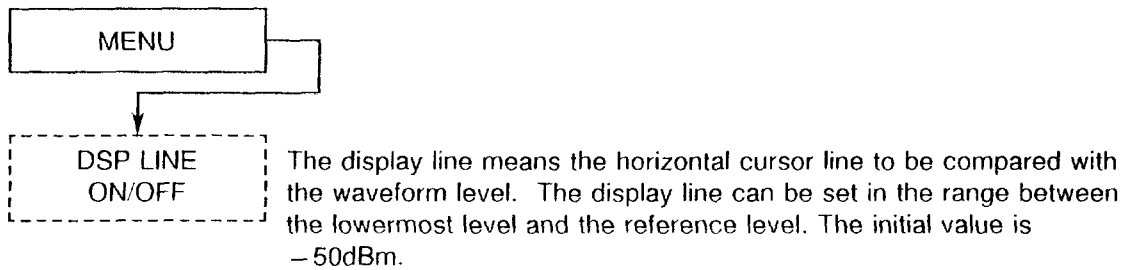 MENU
DSP LINE
ON/OFF
The display line means the horizontal cursor line to be compared with
the waveform level. The display line can be set in the range between
the lowermost level and the reference level. The initial value is
−50dBm.